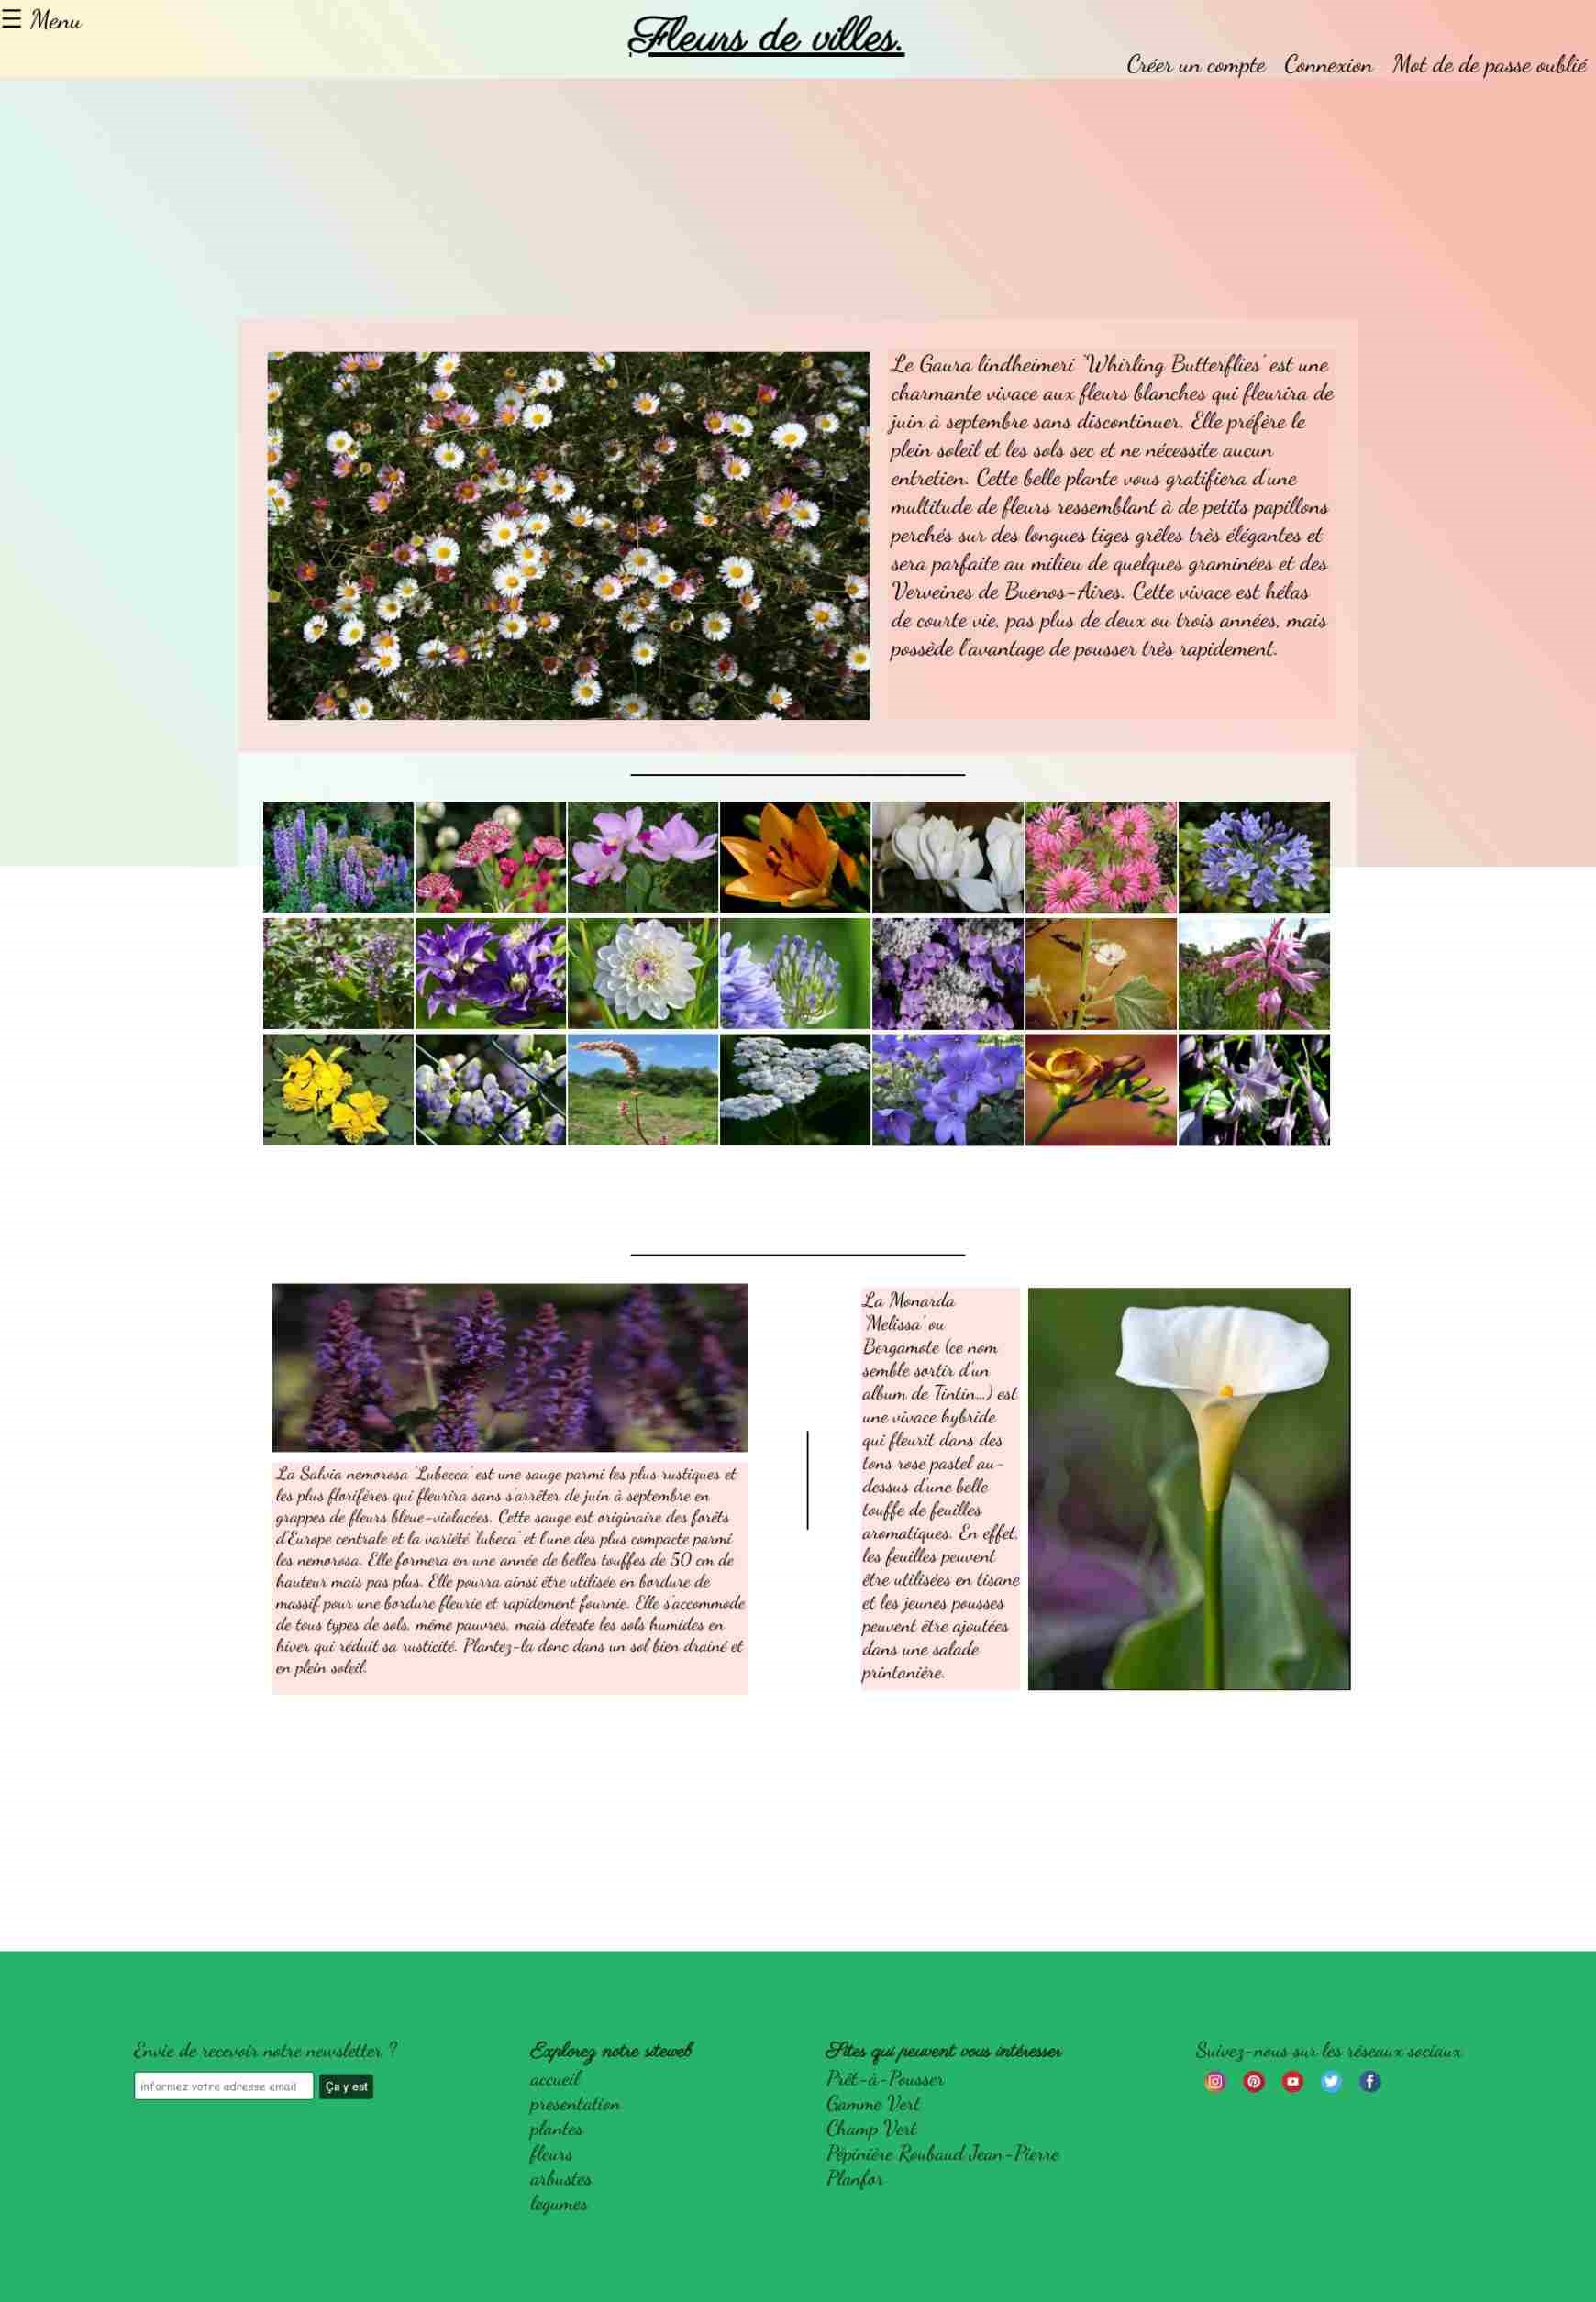 ☰ Menu
Fleurs de villes.
Créer un compte Connexion Mot de de passe oublié
Le Gaura lindheimeri 'Whirling Butterflies' est une
charmante vivace aux fleurs blanches qui fleurira de
juin à septembre sans discontinuer. Elle préfère le
plein soleil et les sols sec et ne nécessite aucun
entretien. Cette belle plante vous gratifiera d'une
multitude de fleurs ressemblant à de petits papillons
perchés sur des longues tiges grêles très élégantes et
sera parfaite au milieu de quelques graminées et des
Verveines de Buenos-Aires. Cette vivace est hélas
de courte vie, pas plus de deux ou trois années, mais
possède l'avantage de pousser très rapidement.
La Salvia nemorosa 'Lubecca' est une sauge parmi les plus rustiques et
les plus florifères qui fleurira sans s'arrêter de juin à septembre en
grappes de fleurs bleue-violacées. Cette sauge est originaire des forêts
d'Europe centrale et la variété 'lubeca' et l'une des plus compacte parmi
les nemorosa. Elle formera en une année de belles touffes de 50 cm de
hauteur mais pas plus. Elle pourra ainsi être utilisée en bordure de
massif pour une bordure fleurie et rapidement fournie. Elle s'accommode
de tous types de sols, même pauvres, mais déteste les sols humides en
hiver qui réduit sa rusticité. Plantez-la donc dans un sol bien drainé et
en plein soleil.
La Monarda
'Melissa' ou
Bergamote (ce nom
semble sortir d'un
album de Tintin...) est
une vivace hybride
qui fleurit dans des
tons rose pastel au-
dessus d'une belle
touffe de feuilles
aromatiques. En effet,
les feuilles peuvent
être utilisées en tisane
et les jeunes pousses
peuvent être ajoutées
dans une salade
printanière.
Envie de recevoir notre newsletter ?
informez votre adresse email Ça y est
Explorez notre siteweb
accueil
presentation
plantes
fleurs
arbustes
legumes
Sites qui peuvent vous intéresser
Prêt-à-Pousser
Gamme Vert
Champ Vert
Pépinière Roubaud Jean-Pierre
Planfor
Suivez-nous sur les réseaux sociaux